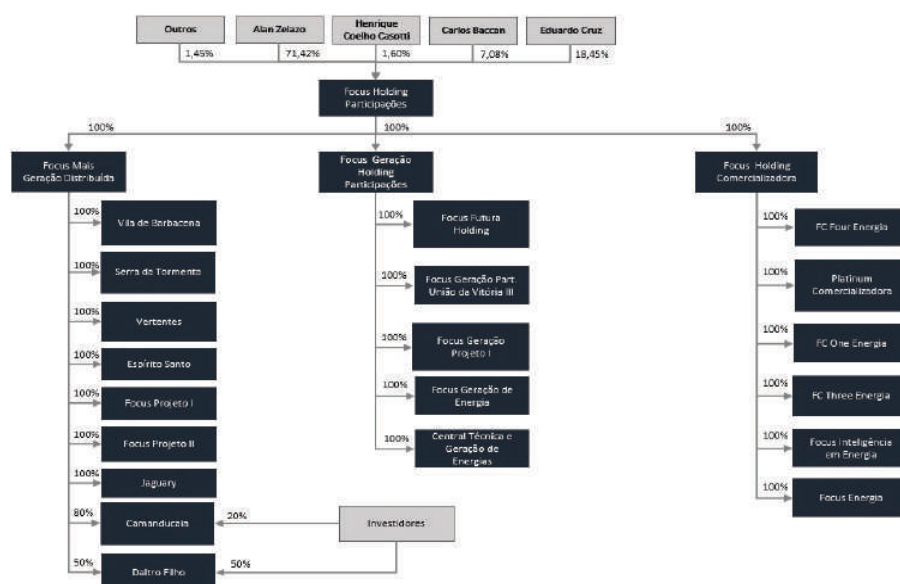 Outros
Alan Zelazo
Henrique
Coelho Casotti
Carlos Baccan
Eduardo Cruz
1,45%
71,42%
1,60%
7,08%
18,45%
Focus Holding
Participações
100%
100%
100%
Focus Mais
Geração Distribuída
Focus Geração
Holding
Participações
Focus Holding
Comercializadora
100%
Vila de Barbacena
100%
Serra da Tormenta
100%
Vertentes
100%
Espírito Santo
100%
Focus Projeto I
100%
Focus Projeto II
100%
Jaguary
80%
Camanducaia
20%
Investidores
50%
Daltro Filho
50%
100%
Focus Futura
Holding
100%
Focus Geração Part.
União da Vitória III
100%
Focus Geração
Projeto I
100%
Focus Geração de
Energia
100%
Central Técnica e
Geração de
Energias
100%
FC Four Energia
100%
Platinum
Comercializadora
100%
FC One Energia
100%
FC Three Energia
100%
Focus Inteligência
em Energia
100%
Focus Energia